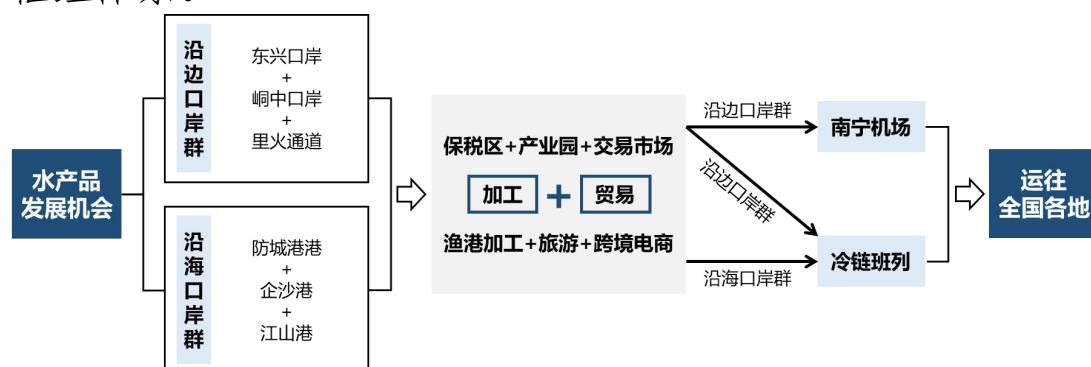 水产品
发展机会
沿边口岸群
东兴口岸
+
峒中口岸
+
里火通道
沿海口岸群
防城港港
+
企沙港
+
江山港
保税区+产业园+交易市场
加工 + 贸易
渔港加工+旅游+跨境电商
沿边口岸群
沿边口岸群
沿海口岸群
南宁机场
冷链班列
运往
全国各地